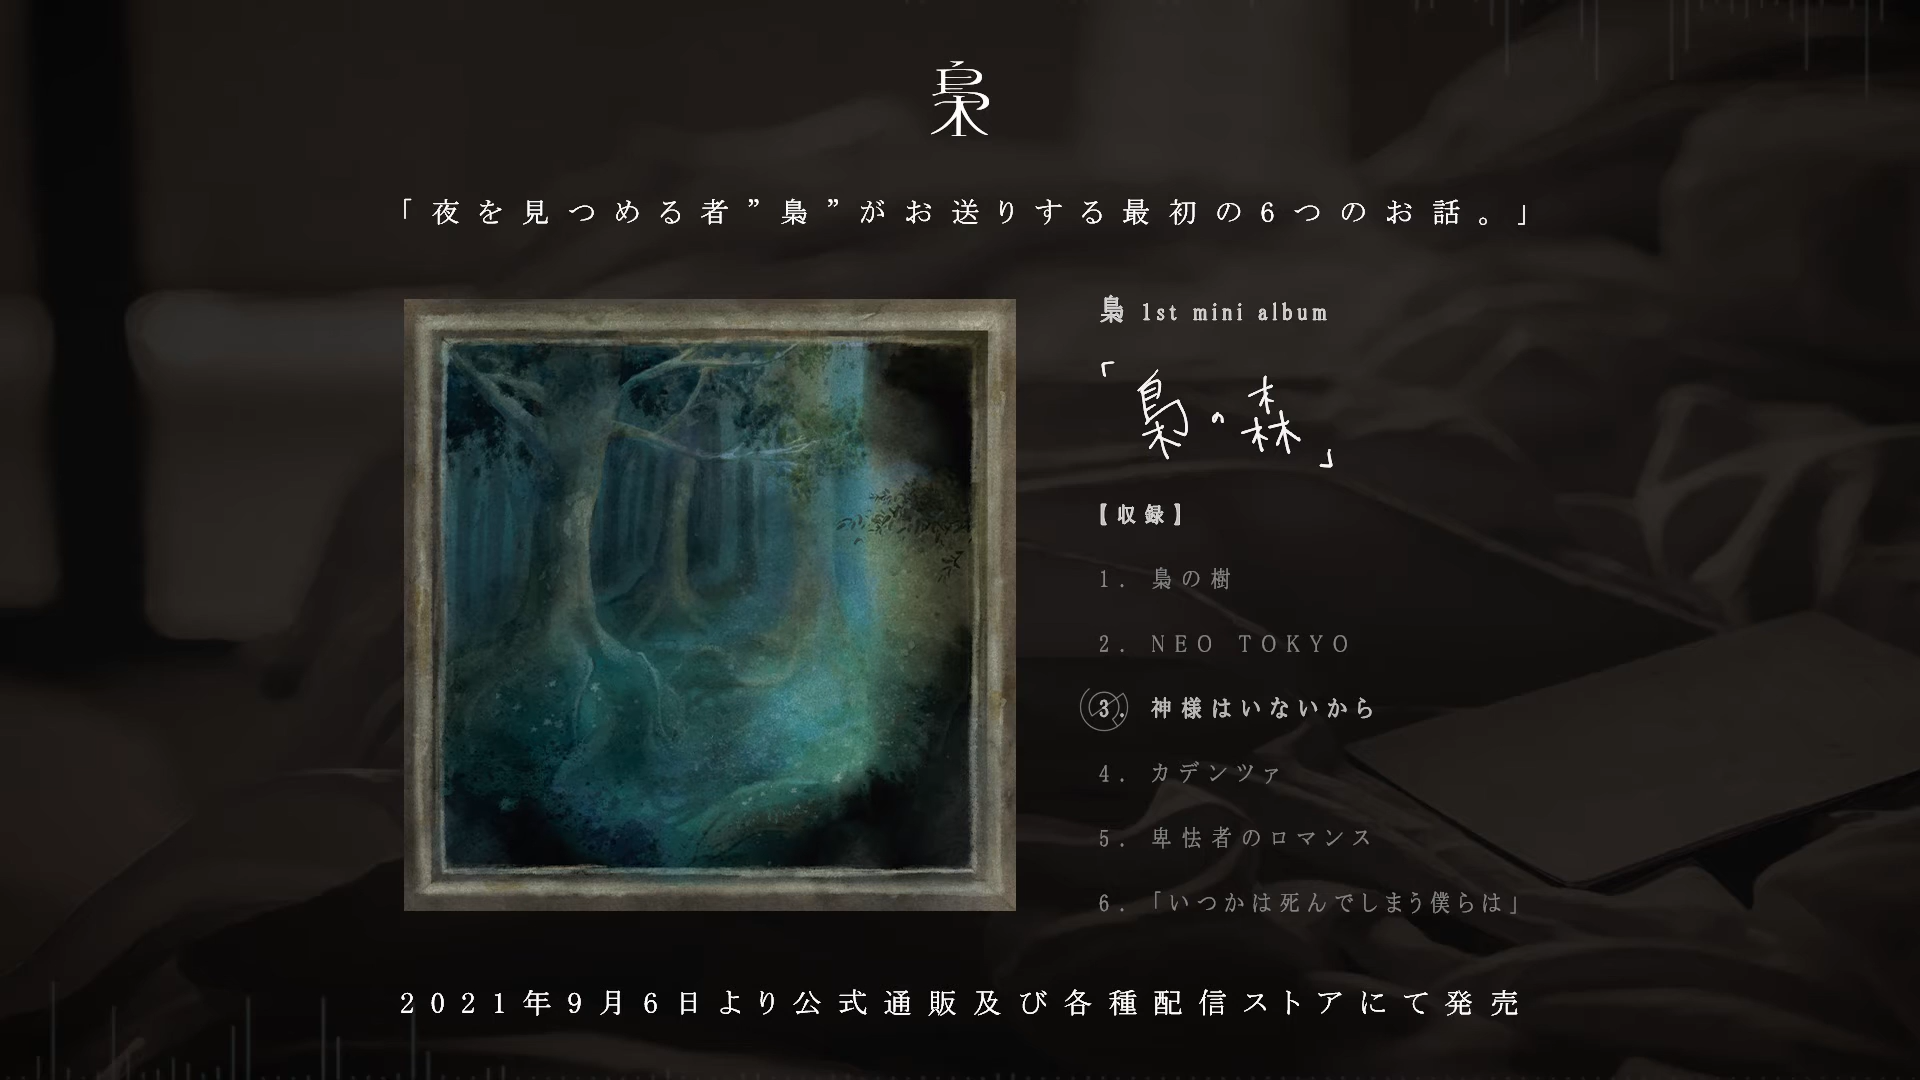 梟
「夜を見つめる者”梟”がお送りする最初の6つのお話。」
梟 1st mini album
「梟の森」
【収録】
1. 梟の樹
2. NEO TOKYO
3. 神様はいないから
4. カデンツァ
5. 卑怯者のロマンス
6. 「いつかは死んでしまう僕らは」
2021年9月6日より公式通販及び各種配信ストアにて発売